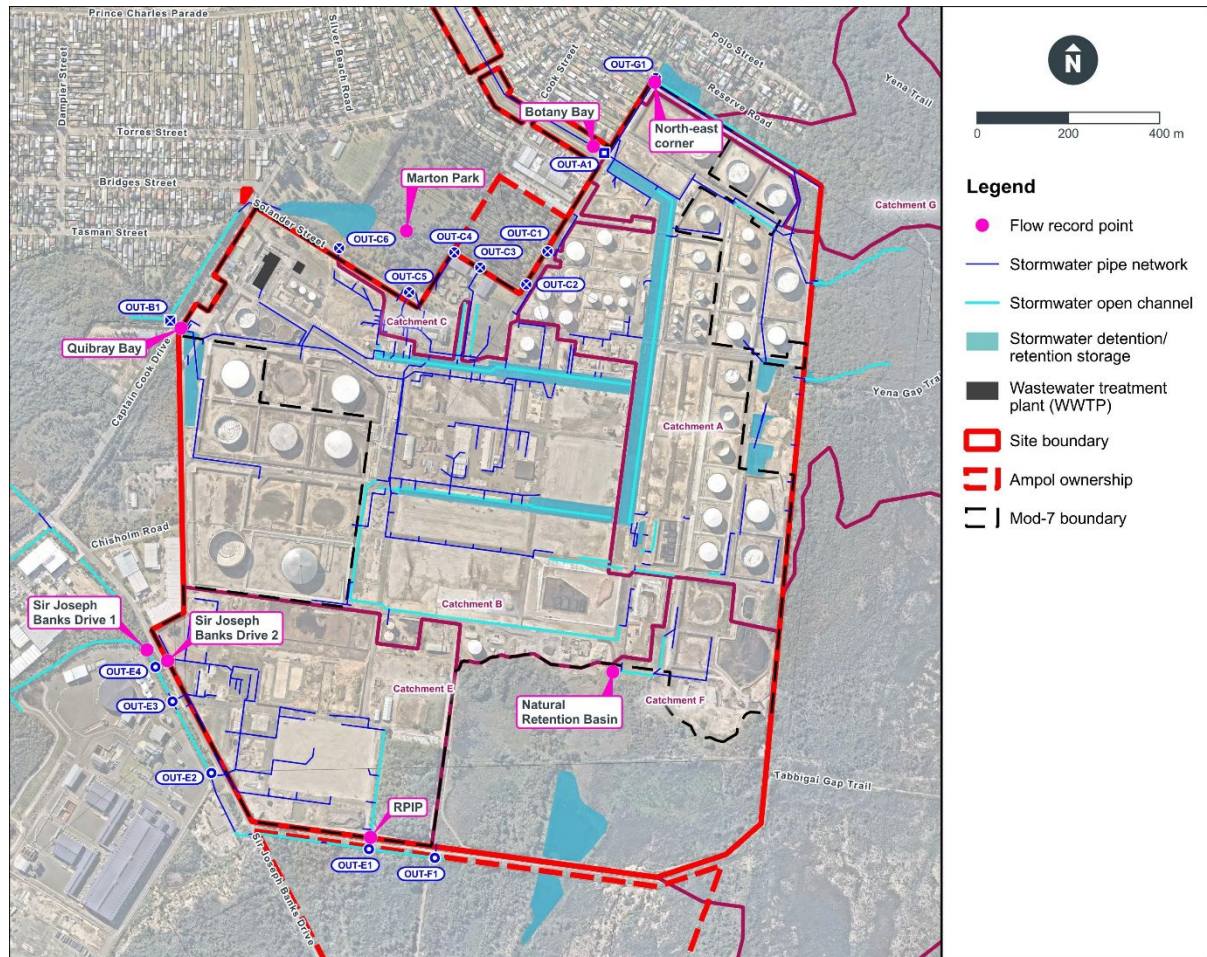 Prince Charles Parade
Dampier Street
Silver Beach Road
Cook Street
Polo Street
OUT-G1
Reserve Road
Yena Trail
Botany Bay
North-east
corner
Torres Street
OUT-A1
Bridges Street
Marton Park
Catchment G
Solander Street
Tasman Street
OUT-C6
OUT-C4
OUT-C1
OUT-C3
OUT-C5
OUT-C2
OUT-B1
Catchment C
Quibray Bay
Captain Cook Drive
Yena Gap Trail
Catchment A
Chisholm Road
Sir Joseph
Banks Drive 1
Sir Joseph
Banks Drive 2
Catchment B
OUT-E4
Catchment E
OUT-E3
Natural
Retention Basin
Catchment F
OUT-E2
Tabbigai Gap Trail
RPIP
Sir Joseph Banks Drive
OUT-E1
OUT-F1
N
0
200
400 m
Legend
Flow record point
Stormwater pipe network
Stormwater open channel
Stormwater detention/
retention storage
Wastewater treatment
plant (WWTP)
Site boundary
Ampol ownership
Mod-7 boundary